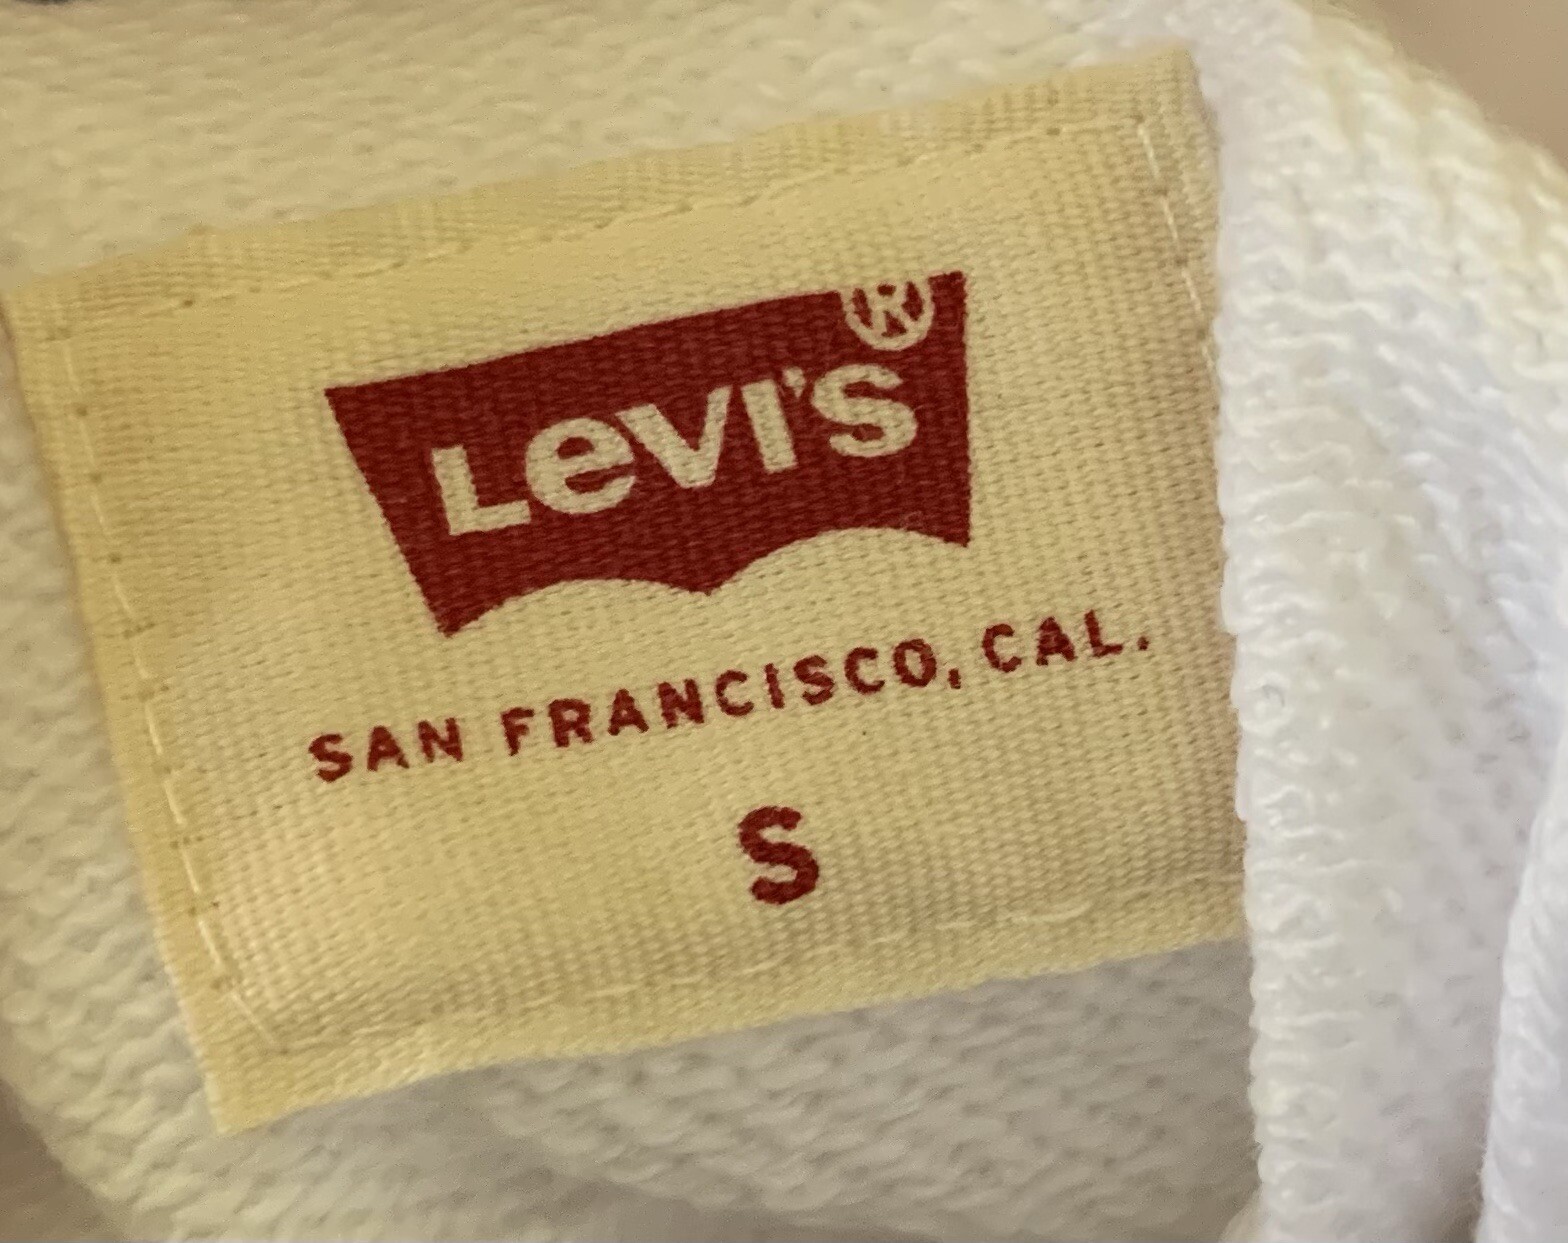 Levi's®
SAN FRANCISCO, CAL.
S